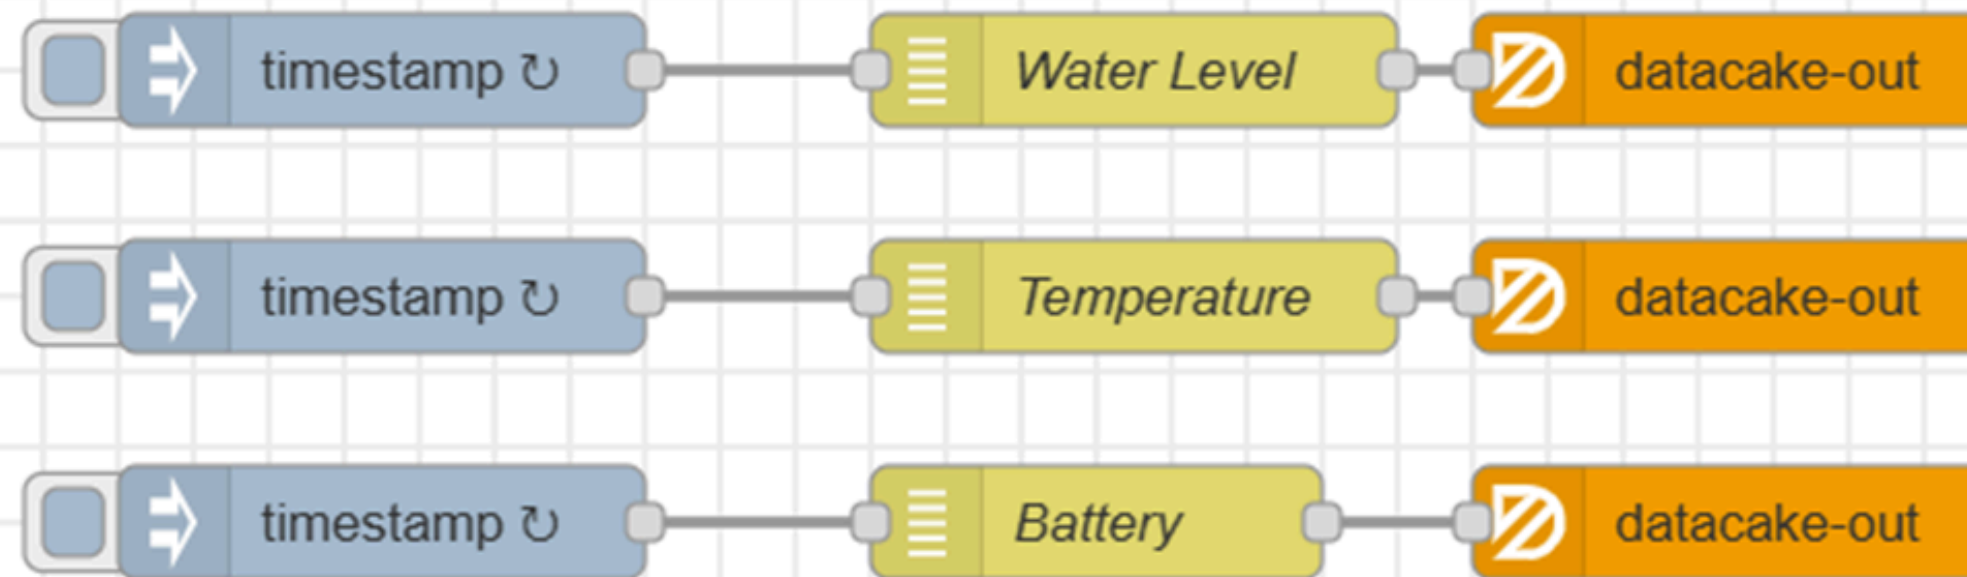 timestamp ↻ Water Level datacake-out
timestamp ↻ Temperature datacake-out
timestamp ↻ Battery datacake-out